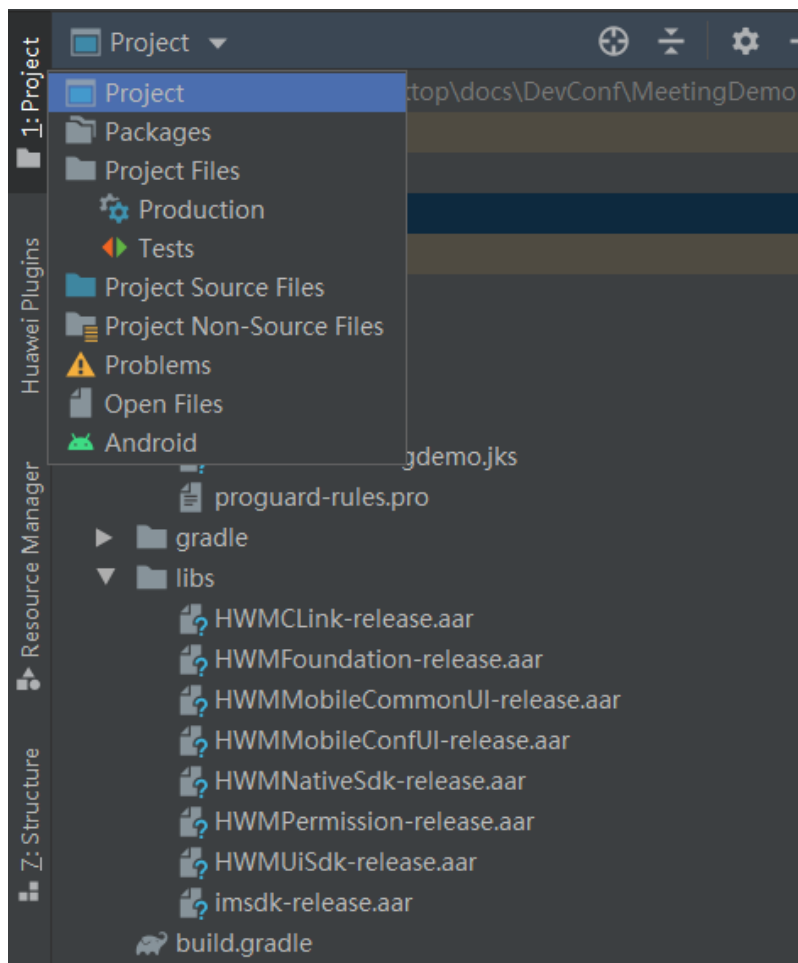 Project
Project
top\docs\DevConf\MeetingDemo
Packages
Project Files
Production
Tests
Project Source Files
Project Non-Source Files
Problems
Open Files
Android
gdemo.jks
proguard-rules.pro
gradle
libs
HWMCLink-release.aar
HWMFoundation-release.aar
HWMMobileCommonUI-release.aar
HWMMobileConfUI-release.aar
HWMNativeSdk-release.aar
HWMPermission-release.aar
HWMUiSdk-release.aar
imsdk-release.aar
build.gradle
1: Project
Huawei Plugins
Resource Manager
Z: Structure